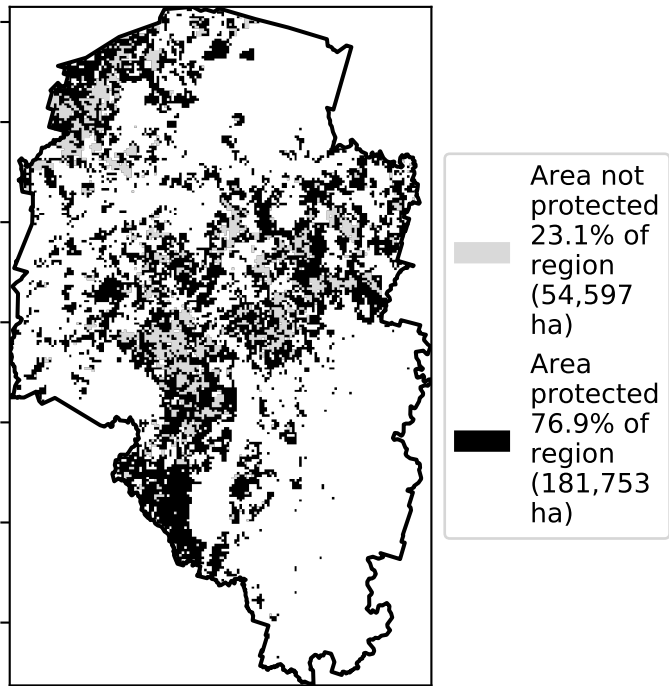 Area not
protected
23.1% of
region
(54,597
ha)
Area
protected
76.9% of
region
(181,753
ha)